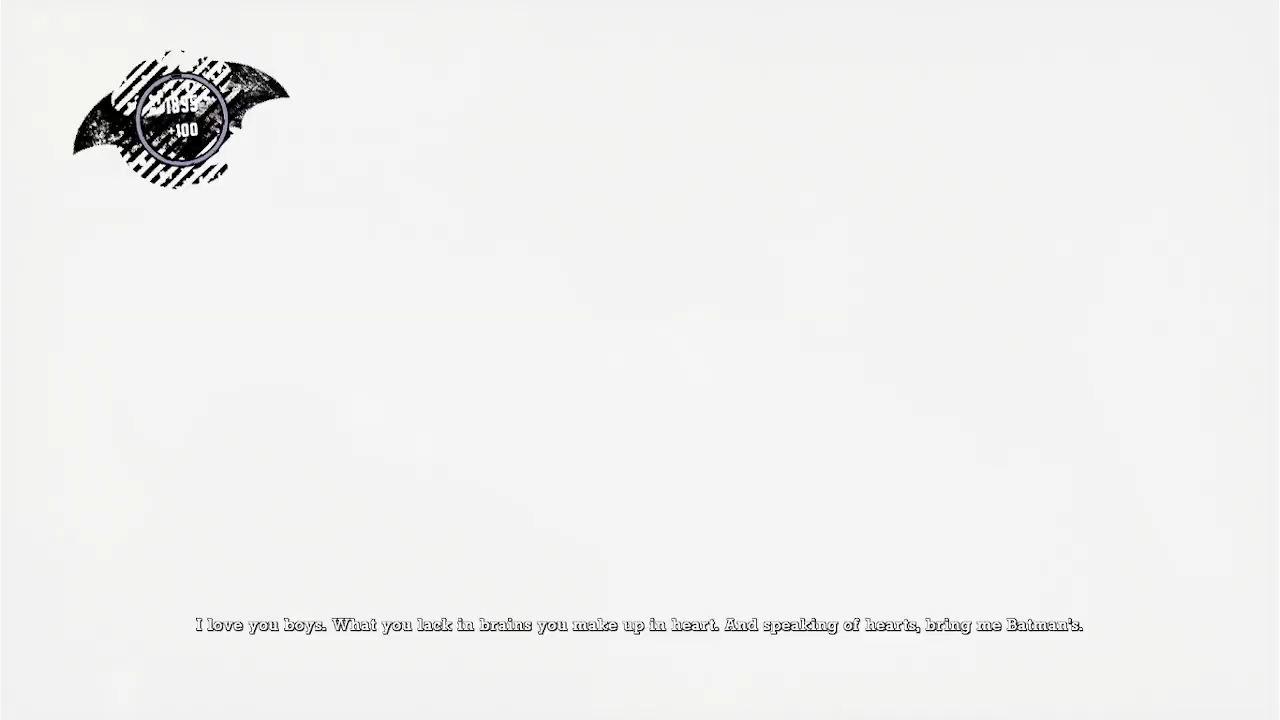 1899
+100
I love you boys. What you lack in brains you make up in heart. And speaking of hearts, bring me Batman's.